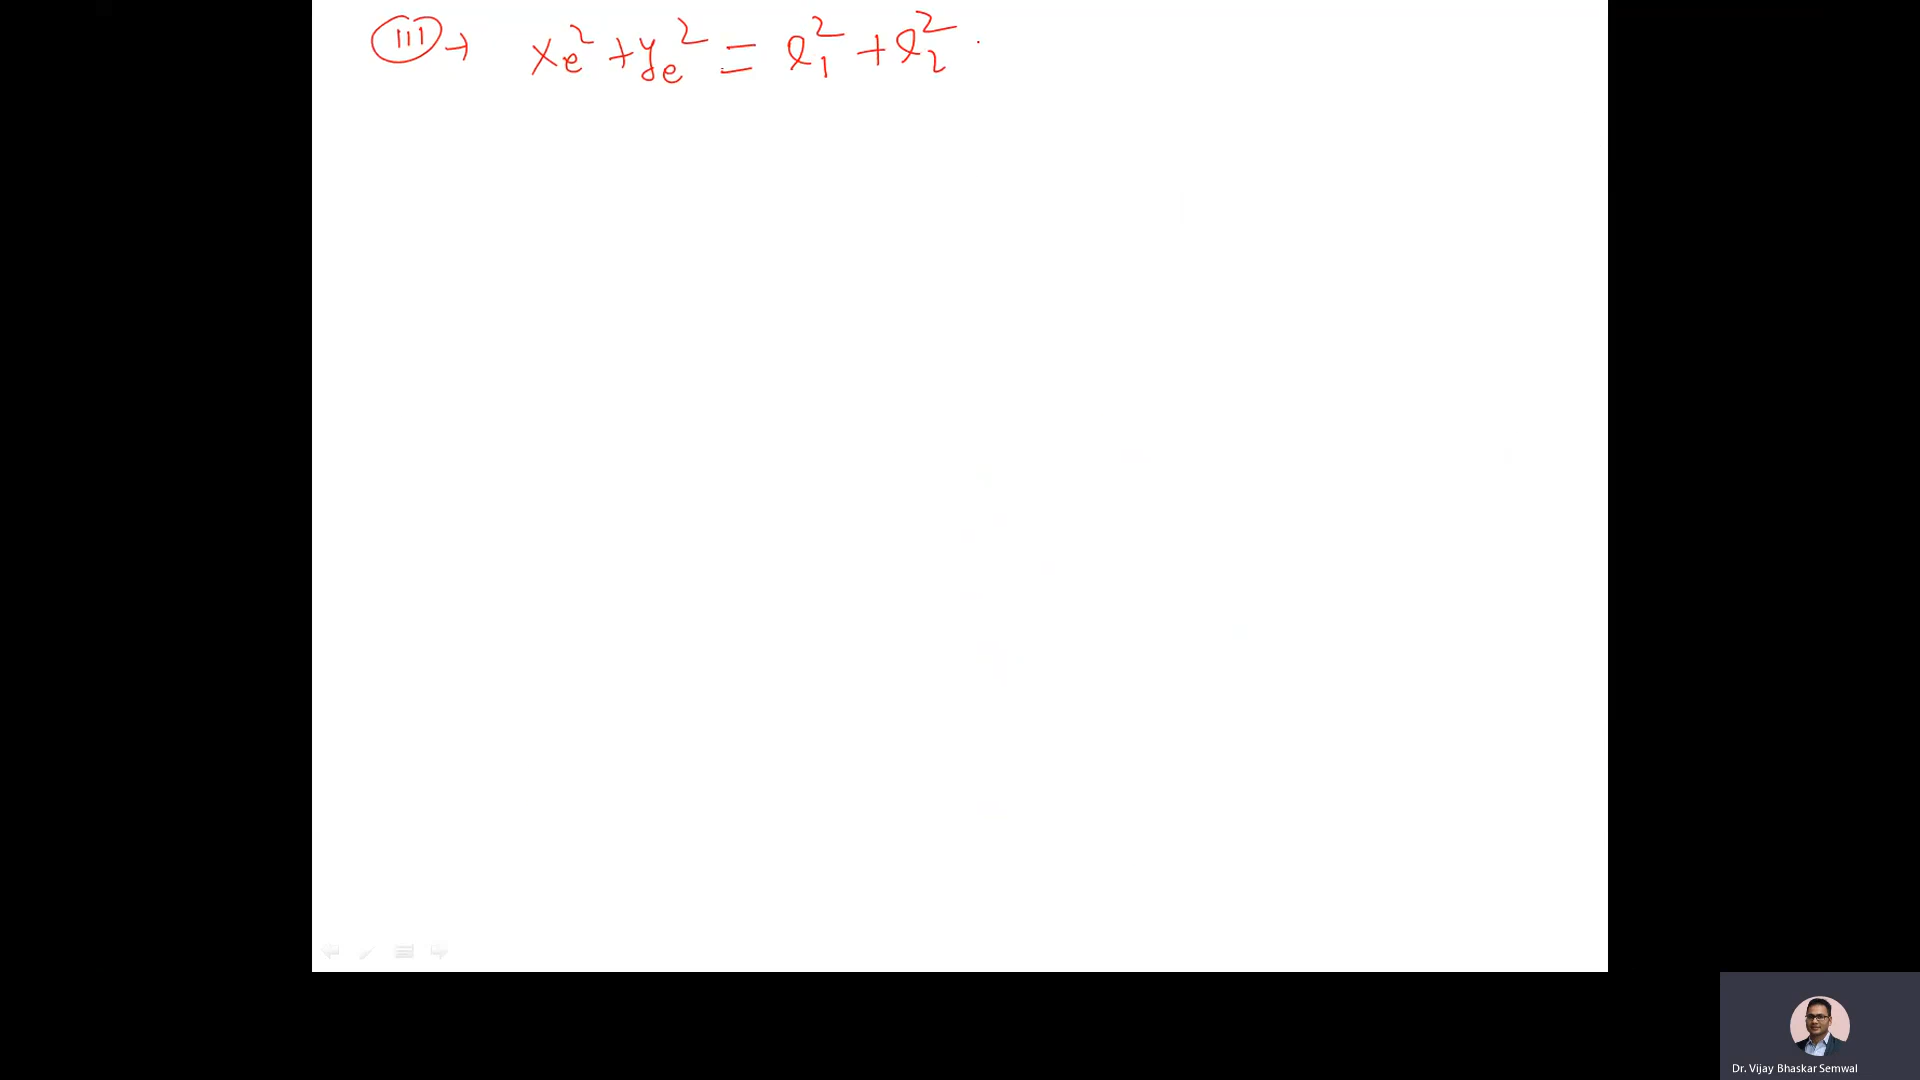 III → xe² + ye² = l₁² + l₂²
Dr. Vijay Bhaskar Semwal